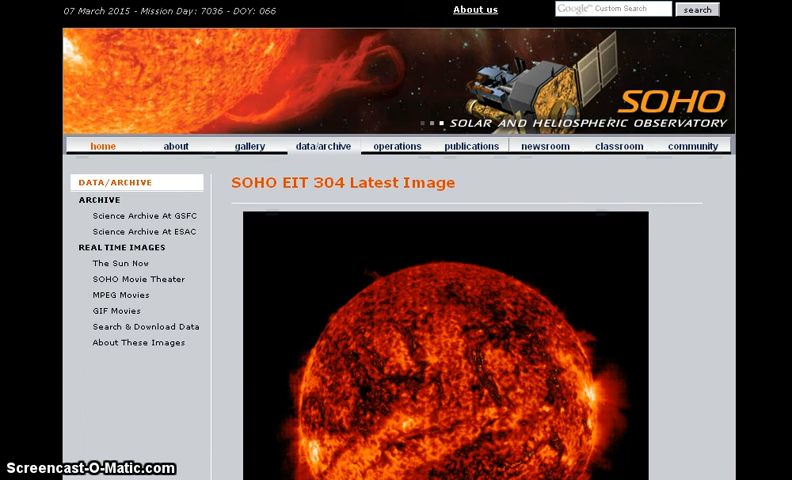 07 March 2015 - Mission Day: 7036 - DOY: 066
About us
Google™ Custom Search
search
SOHO
SOLAR AND HELIOSPHERIC OBSERVATORY
home about gallery data/archive operations publications newsroom classroom community
DATA/ARCHIVE
ARCHIVE
Science Archive At GSFC
Science Archive At ESAC
REAL TIME IMAGES
The Sun Now
SOHO Movie Theater
MPEG Movies
GIF Movies
Search & Download Data
About These Images
SOHO EIT 304 Latest Image
Screencast-O-Matic.com